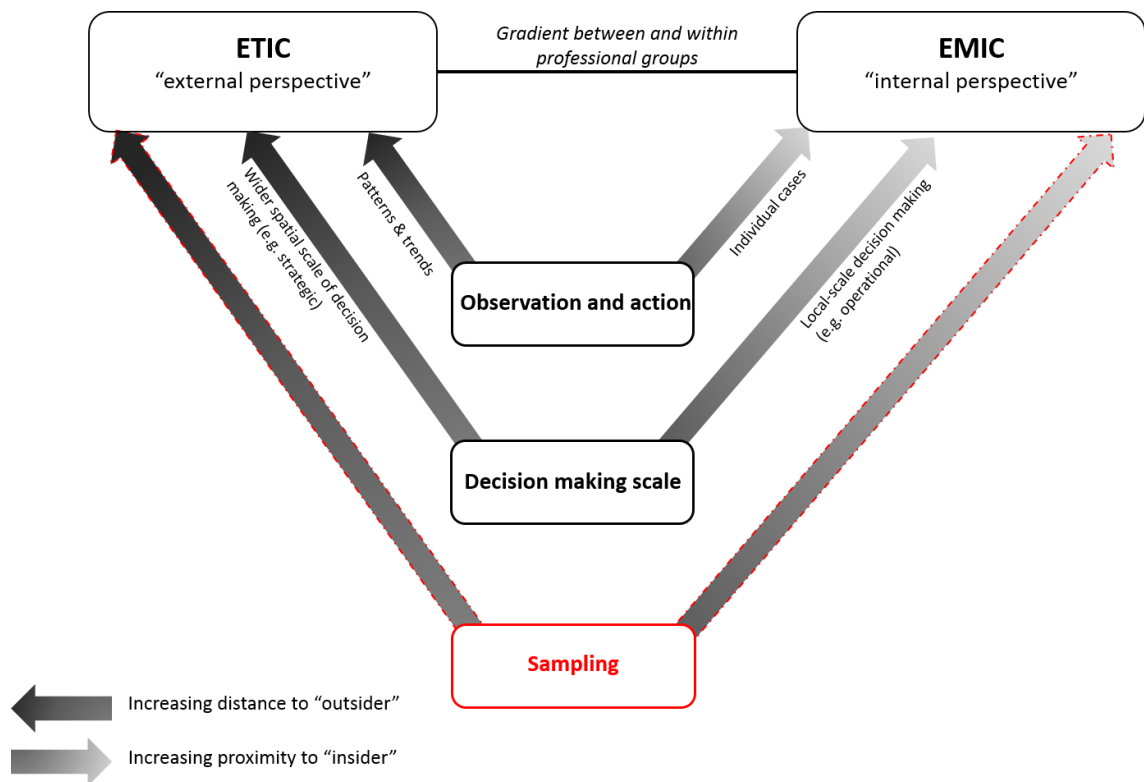 ETIC
“external perspective”
Gradient between and within
professional groups
EMIC
“internal perspective”
Wider spatial scale of decision
making (e.g. strategic)
Patterns & trends
Individual cases
Local-scale decision making
(e.g. operational)
Observation and action
Decision making scale
Sampling
Increasing distance to “outsider”
Increasing proximity to “insider”